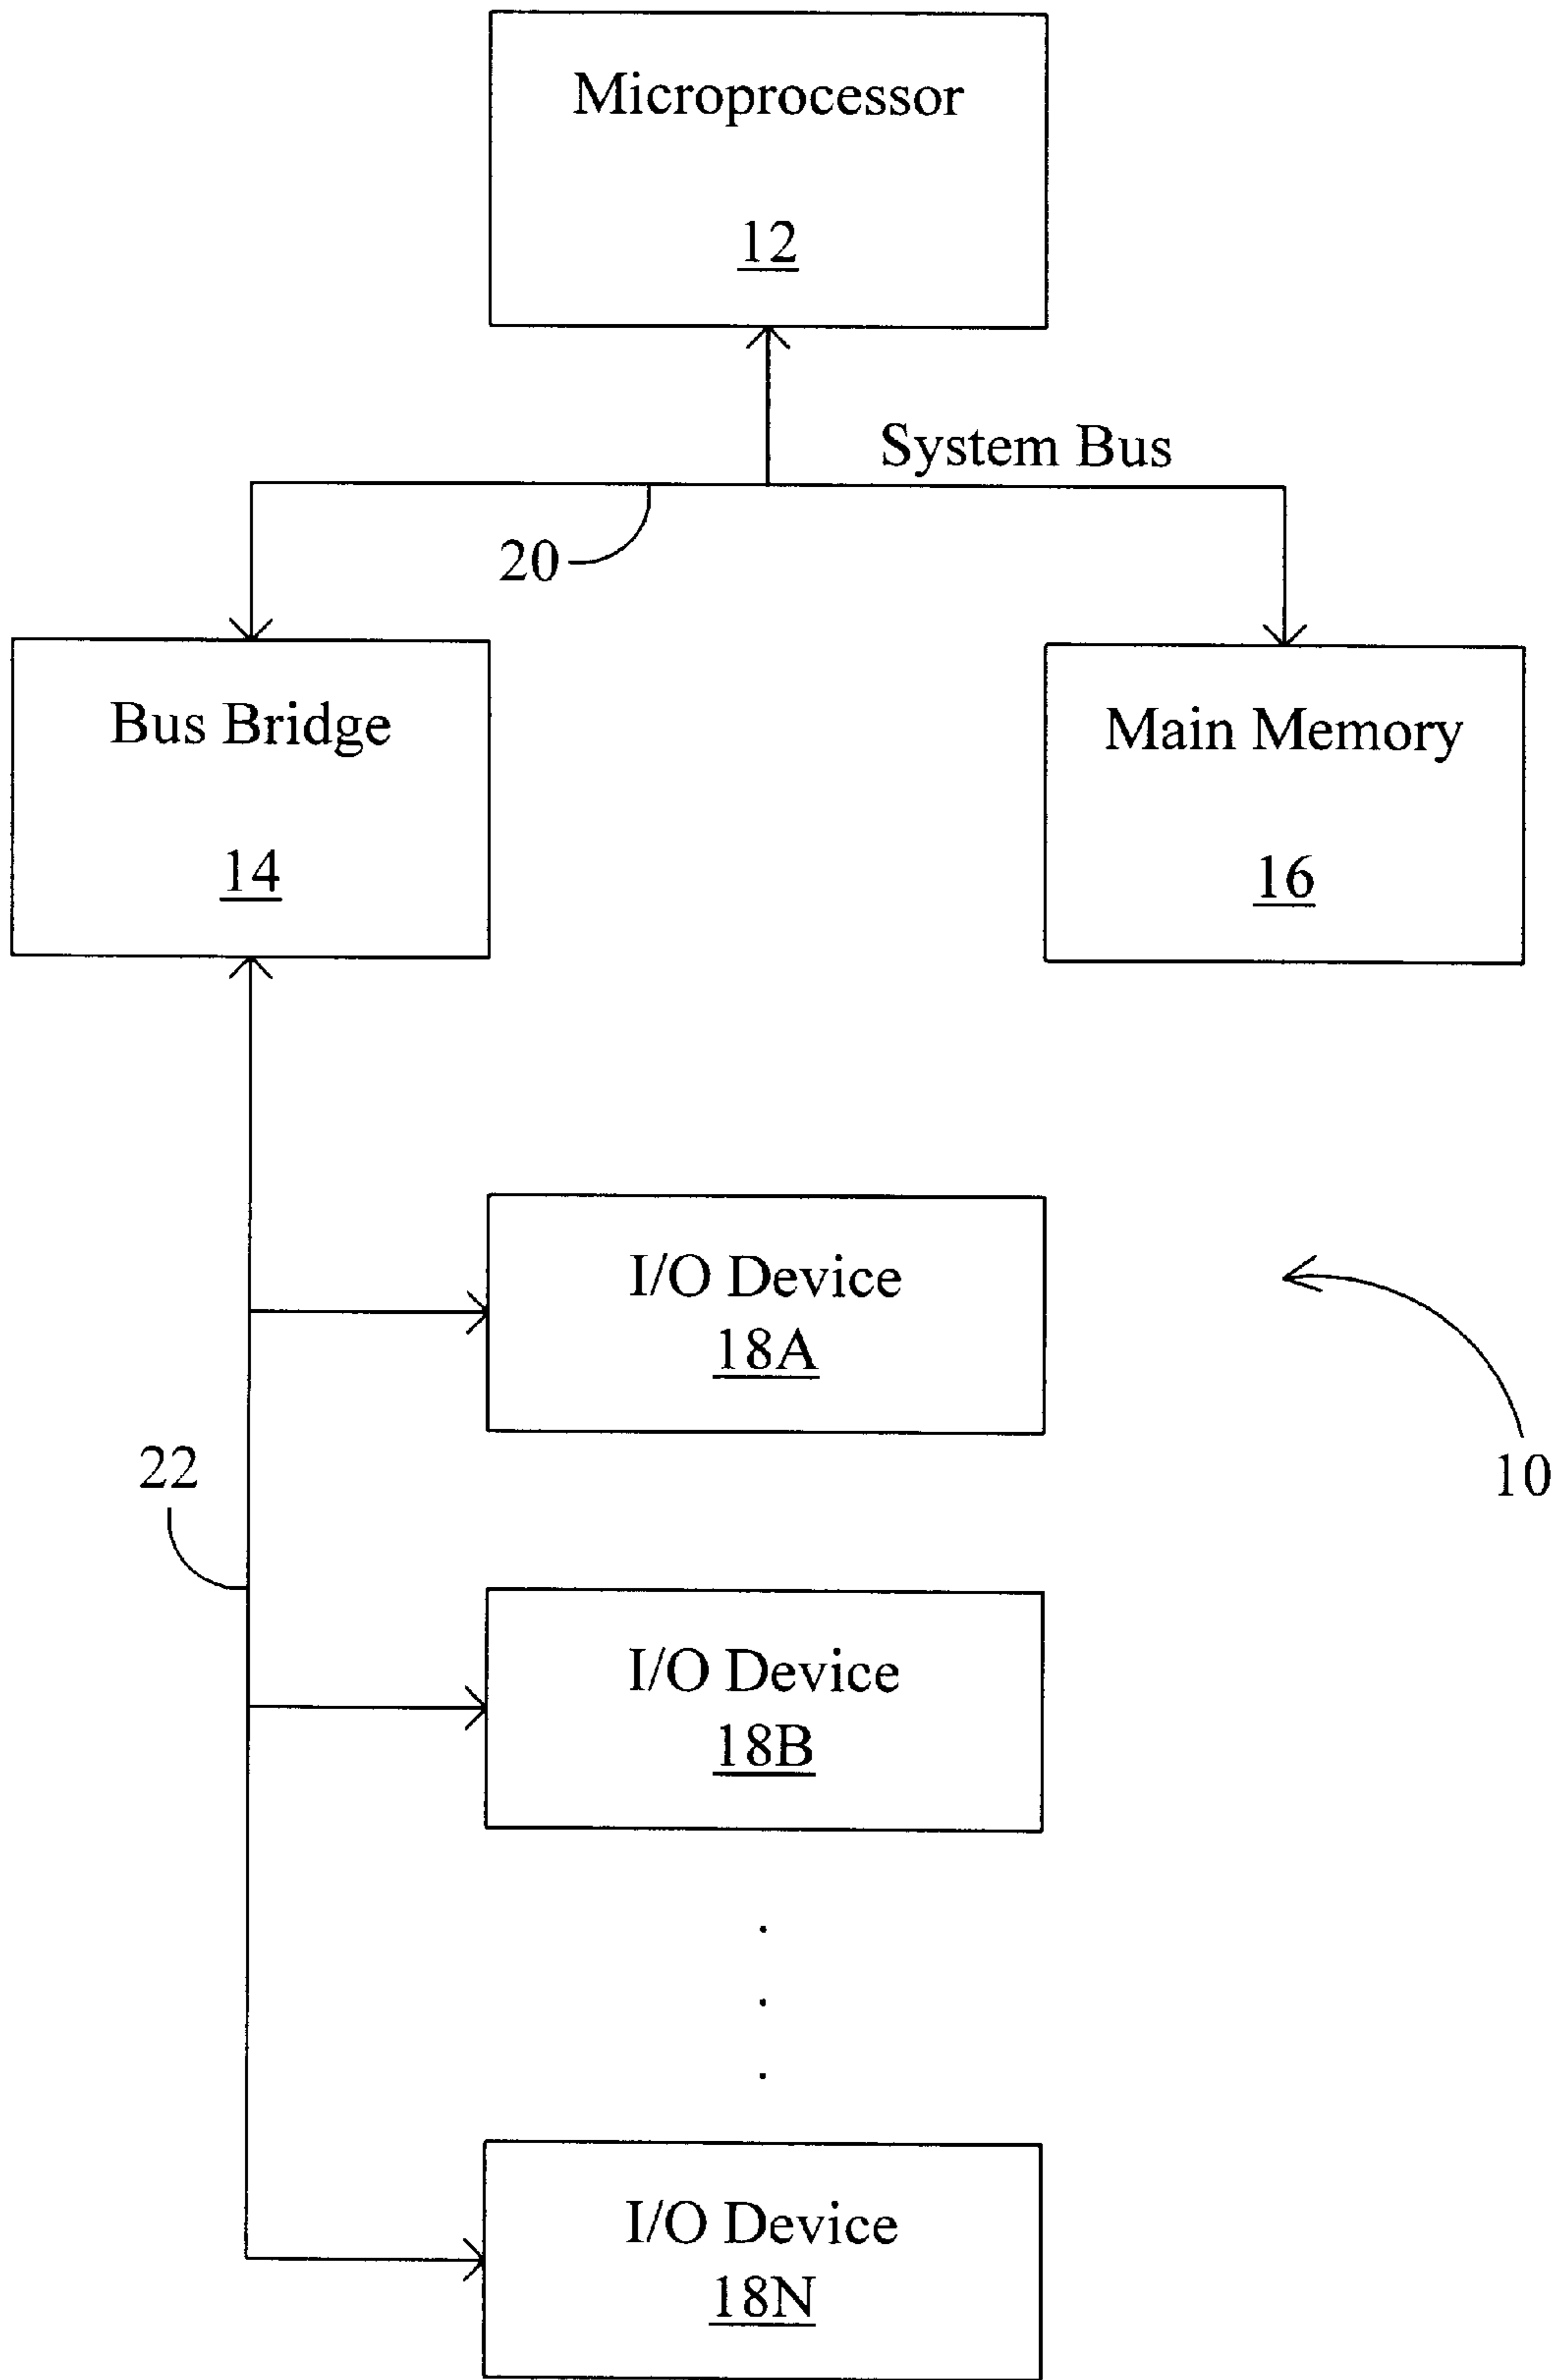 Microprocessor
12
System Bus
20
Bus Bridge
14
Main Memory
16
I/O Device
18A
22
10
I/O Device
18B
.
.
.
I/O Device
18N